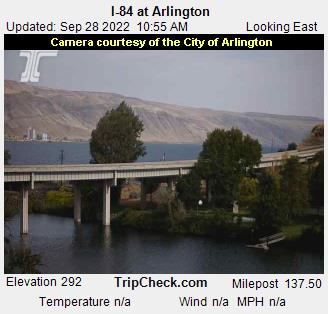 I-84 at Arlington
Updated: Sep 28 2022 10:55 AM Looking East
Camera courtesy of the City of Arlington
Elevation 292 TripCheck.com Milepost 137.50
Temperature n/a Wind n/a MPH n/a